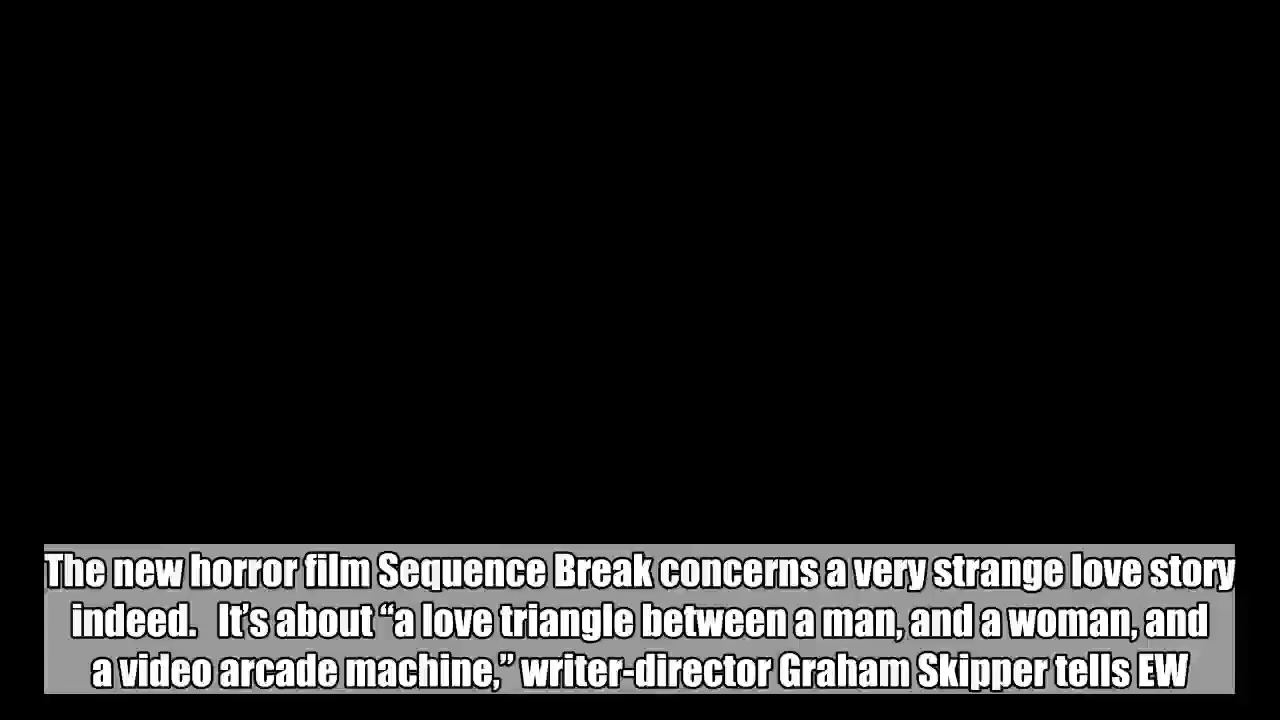 The new horror film Sequence Break concerns a very strange love story
indeed.   It’s about “a love triangle between a man, and a woman, and
a video arcade machine,” writer-director Graham Skipper tells EW